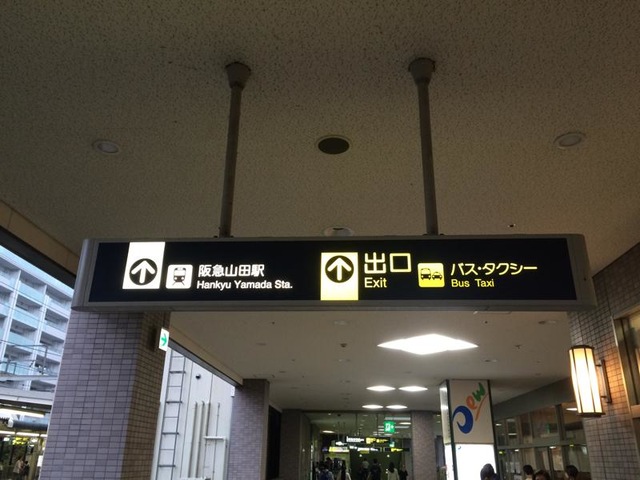 阪急山田駅
Hankyu Yamada Sta.
出口
Exit
バス・タクシー
Bus Taxi
Dew